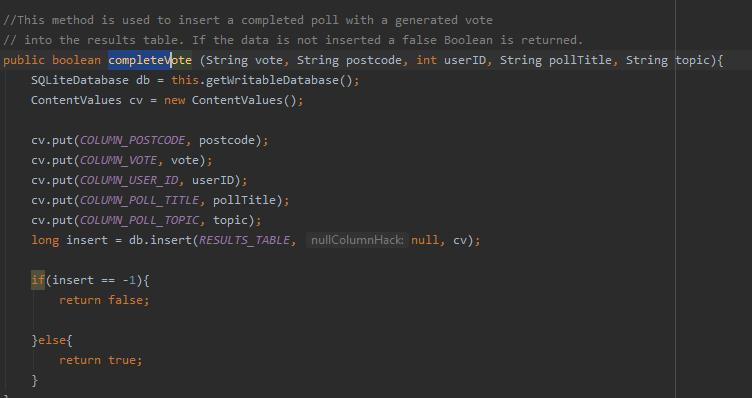 //This method is used to insert a completed poll with a generated vote
// into the results table. If the data is not inserted a false Boolean is returned.
public boolean completeVote (String vote, String postcode, int userID, String pollTitle, String topic){
SQLiteDatabase db = this.getWritableDatabase();
ContentValues cv = new ContentValues();
cv.put(COLUMN_POSTCODE, postcode);
cv.put(COLUMN_VOTE, vote);
cv.put(COLUMN_USER_ID, userID);
cv.put(COLUMN_POLL_TITLE, pollTitle);
cv.put(COLUMN_POLL_TOPIC, topic);
long insert = db.insert(RESULTS_TABLE, nullColumnHack: null, cv);
if(insert == -1){
return false;
}else{
return true;
}